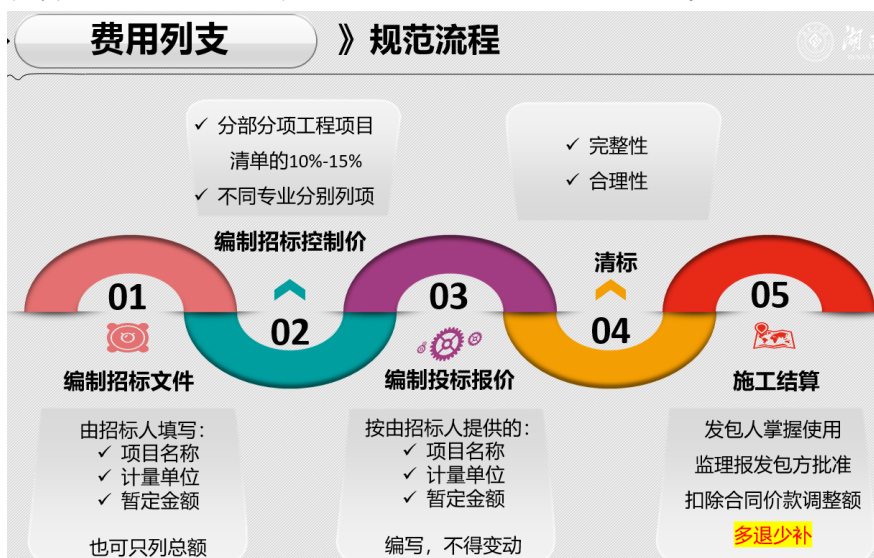 费用列支
》规范流程
✓ 分部分项工程项目
清单的10%-15%
✓ 不同专业分别列项
编制招标控制价
✓ 完整性
✓ 合理性
清标
01
02
03
04
05
编制招标文件
编制投标报价
施工结算
由招标人填写：
✓ 项目名称
✓ 计量单位
✓ 暂定金额
也可只列总额
按由招标人提供的：
✓ 项目名称
✓ 计量单位
✓ 暂定金额
编写，不得变动
发包人掌握使用
监理报发包方批准
扣除合同价款调整额
多退少补